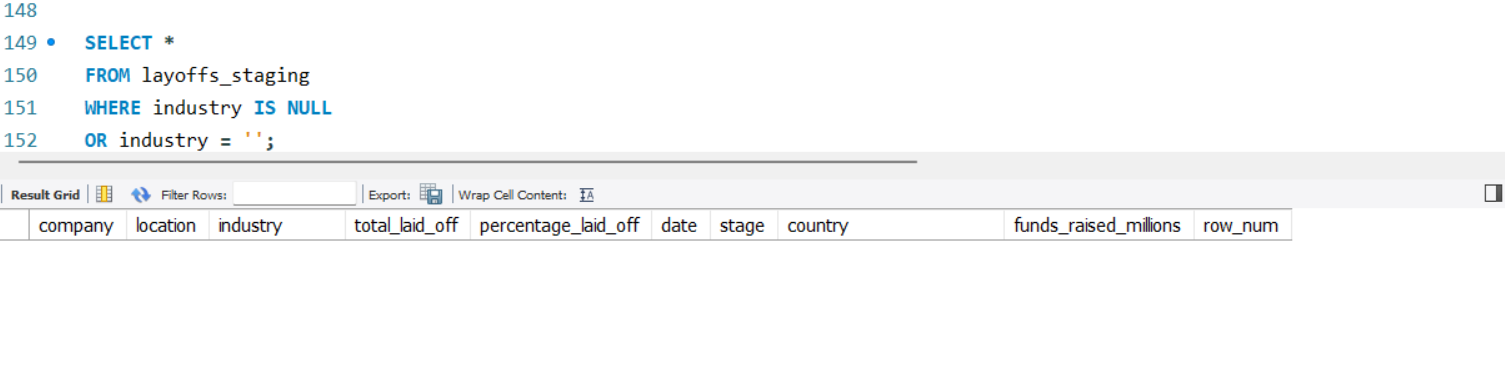 148
149 SELECT *
150 FROM layoffs_staging
151 WHERE industry IS NULL
152 OR industry = '';
Result Grid Filter Rows: Export: Wrap Cell Content: IA
company location industry total_laid_off percentage_laid_off date stage country funds_raised_millions row_num